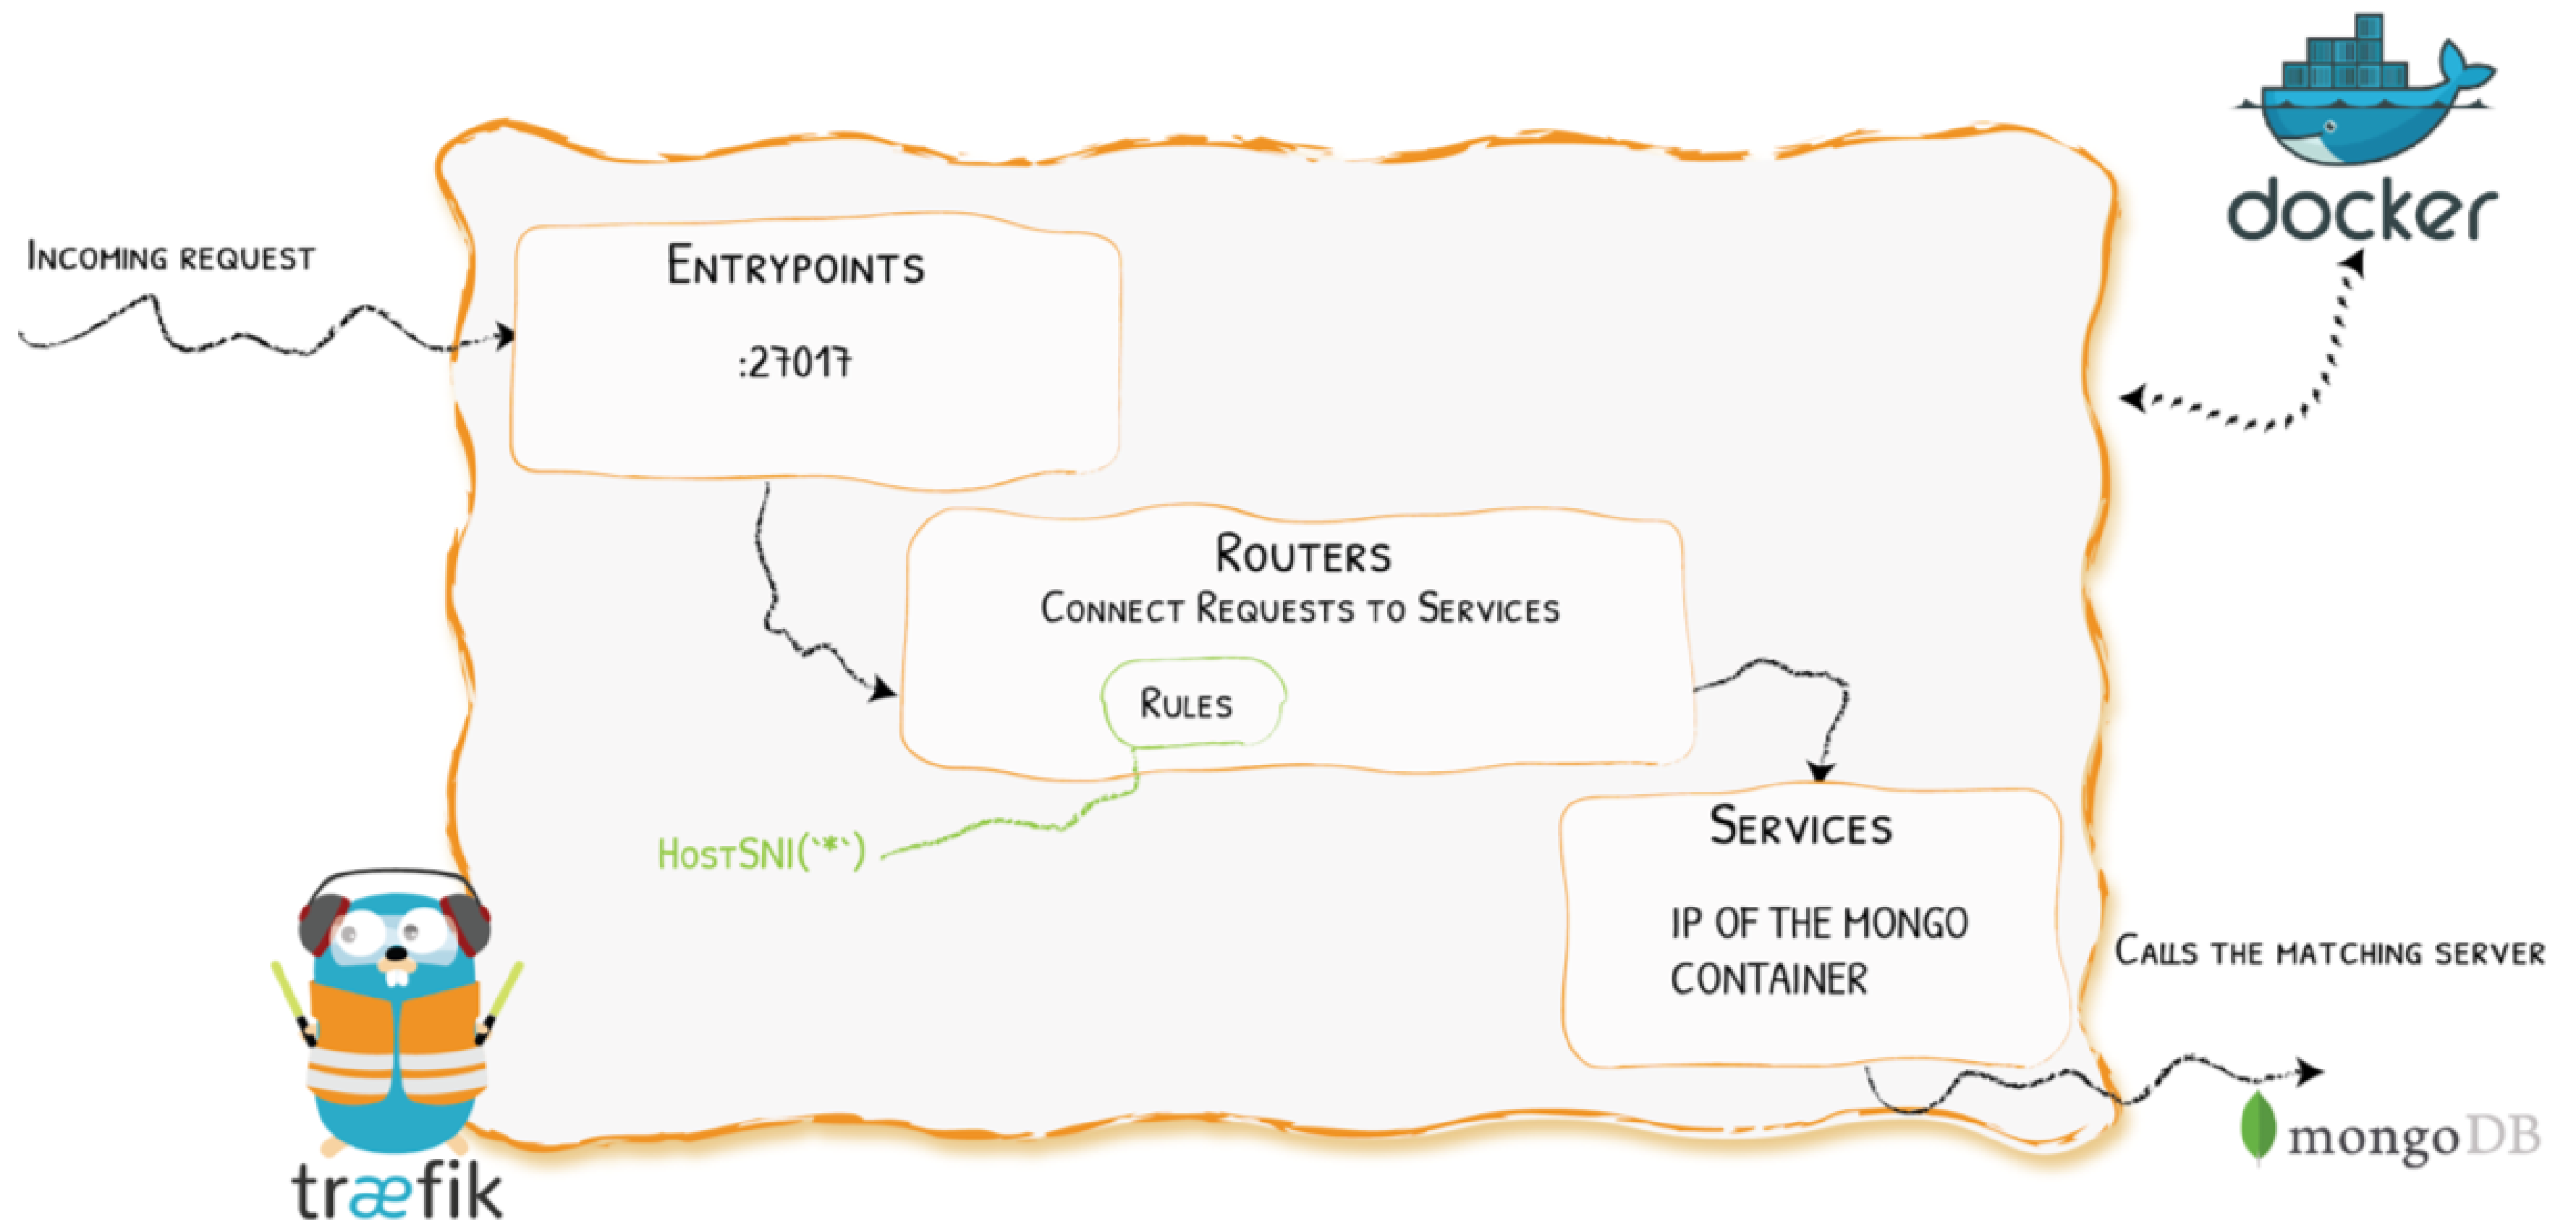 docker
Incoming request
Entrypoints
:27017
Routers
Connect Requests to Services
Rules
HostSNI(`*`)
Services
IP OF THE MONGO
CONTAINER
Calls the matching server
mongoDB
træfik